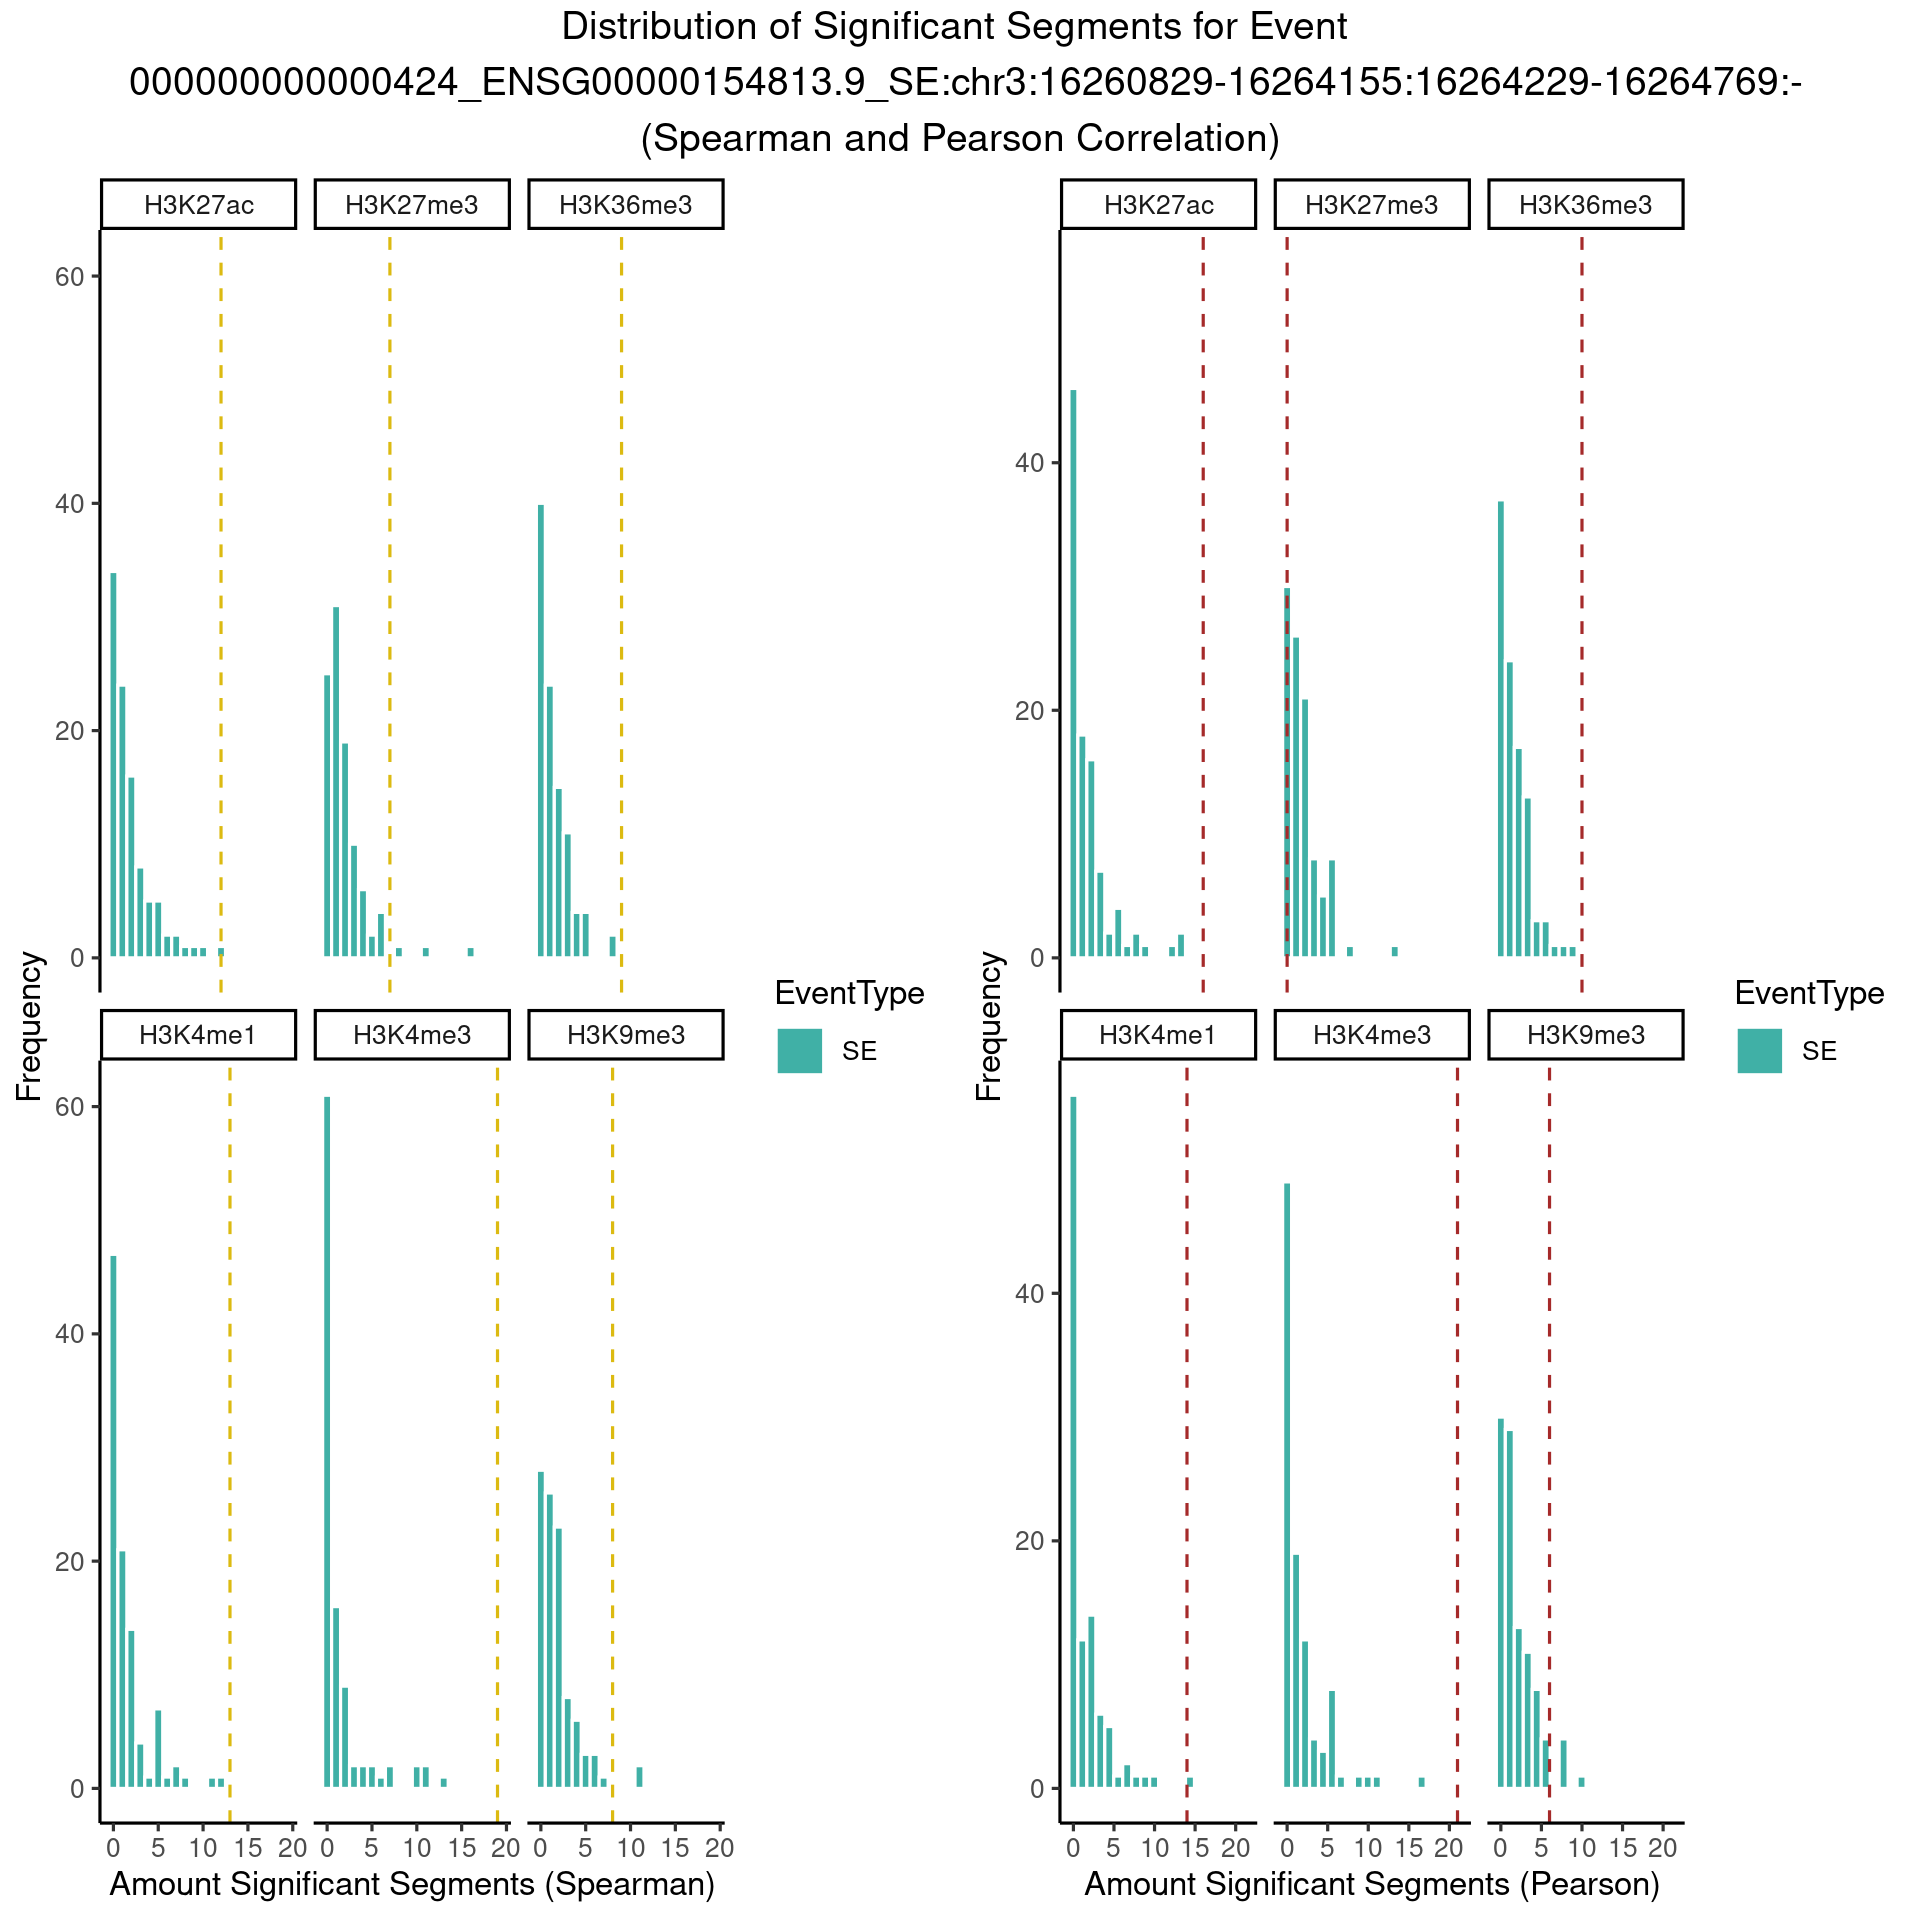 Distribution of Significant Segments for Event
000000000000424_ENSG00000154813.9_SE:chr3:16260829-16264155:16264229-16264769:-
(Spearman and Pearson Correlation)
H3K27ac H3K27me3 H3K36me3
60
40
20
0
H3K4me1 H3K4me3 H3K9me3
60
40
20
0
0 5 10 15 20 0 5 10 15 20 0 5 10 15 20
Frequency
Amount Significant Segments (Spearman)
EventType
SE
H3K27ac H3K27me3 H3K36me3
40
20
0
H3K4me1 H3K4me3 H3K9me3
40
20
0
0 5 10 15 20 0 5 10 15 20 0 5 10 15 20
Frequency
Amount Significant Segments (Pearson)
EventType
SE